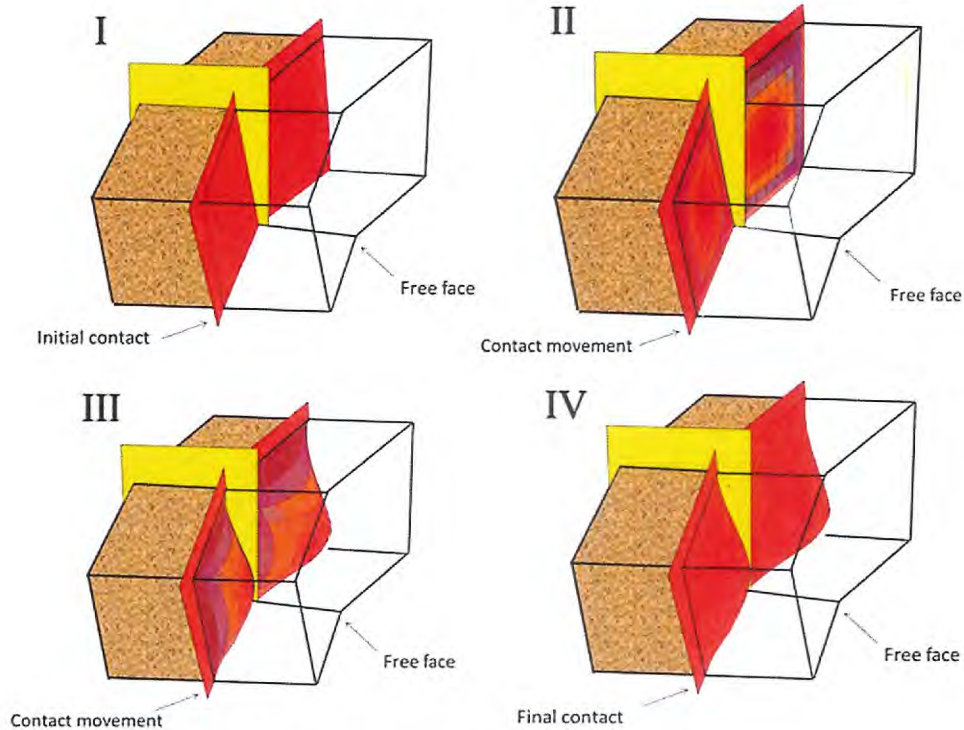 I
II
Free face
Initial contact
Free face
Contact movement
III
IV
Free face
Contact movement
Free face
Final contact